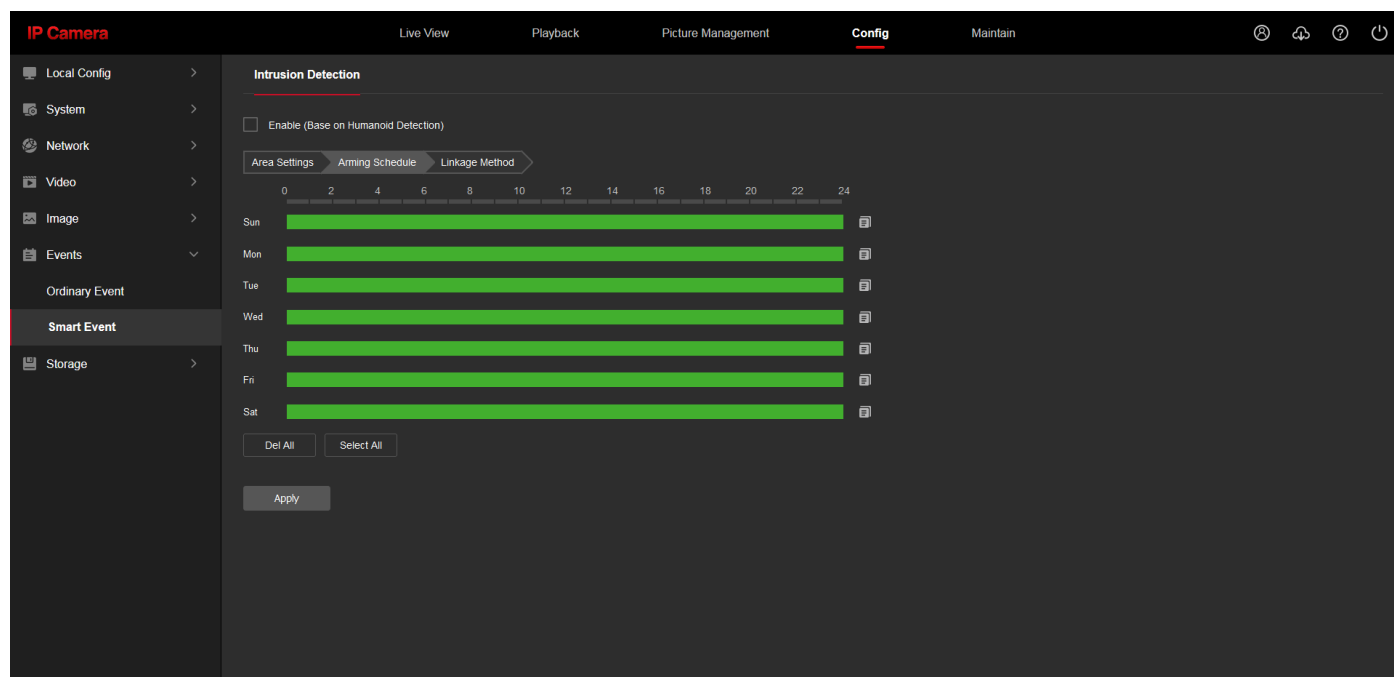 IP Camera Live View Playback Picture Management Config Maintain
Local Config
System
Network
Video
Image
Events
Ordinary Event
Smart Event
Storage
Intrusion Detection
Enable (Base on Humanoid Detection)
Area Settings Arming Schedule Linkage Method
0 2 4 6 8 10 12 14 16 18 20 22 24
Sun
Mon
Tue
Wed
Thu
Fri
Sat
Del All Select All
Apply